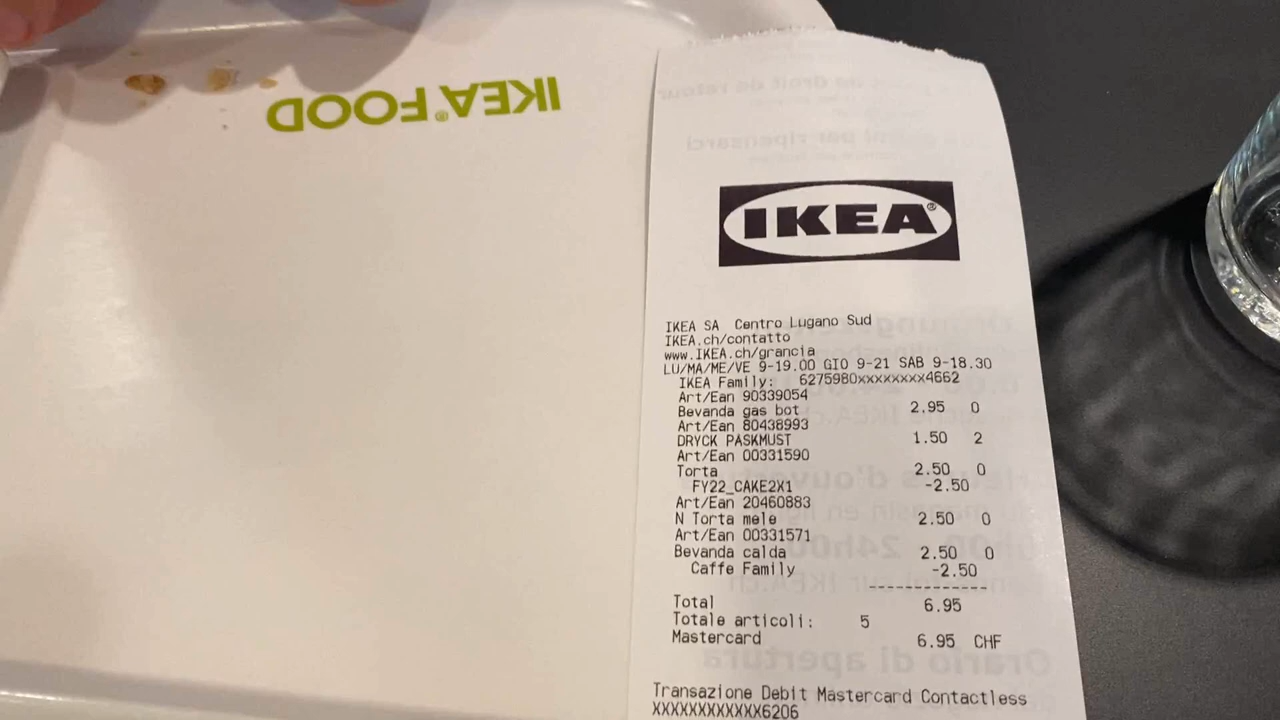 IKEA® FOOD
IKEA®
IKEA SA Centro Lugano Sud
IKEA.ch/contatto
www.IKEA.ch/grancia
LU/MA/ME/VE 9-19.00 GIO 9-21 SAB 9-18.30
IKEA Family: 6275980xxxxxxxx4662
Art/Ean 90339054
Bevanda gas bot 2.95 0
Art/Ean 80438993
DRYCK PASKMUST 1.50 2
Art/Ean 00331590
Torta 2.50 0
FY22_CAKE2X1 -2.50
Art/Ean 20460883
N Torta mele 2.50 0
Art/Ean 00331571
Bevanda calda 2.50 0
Caffe Family -2.50
------------
Total 6.95
Totale articoli: 5
Mastercard 6.95 CHF
Transazione Debit Mastercard Contactless
XXXXXXXXXXXX6206
Orario di apertura